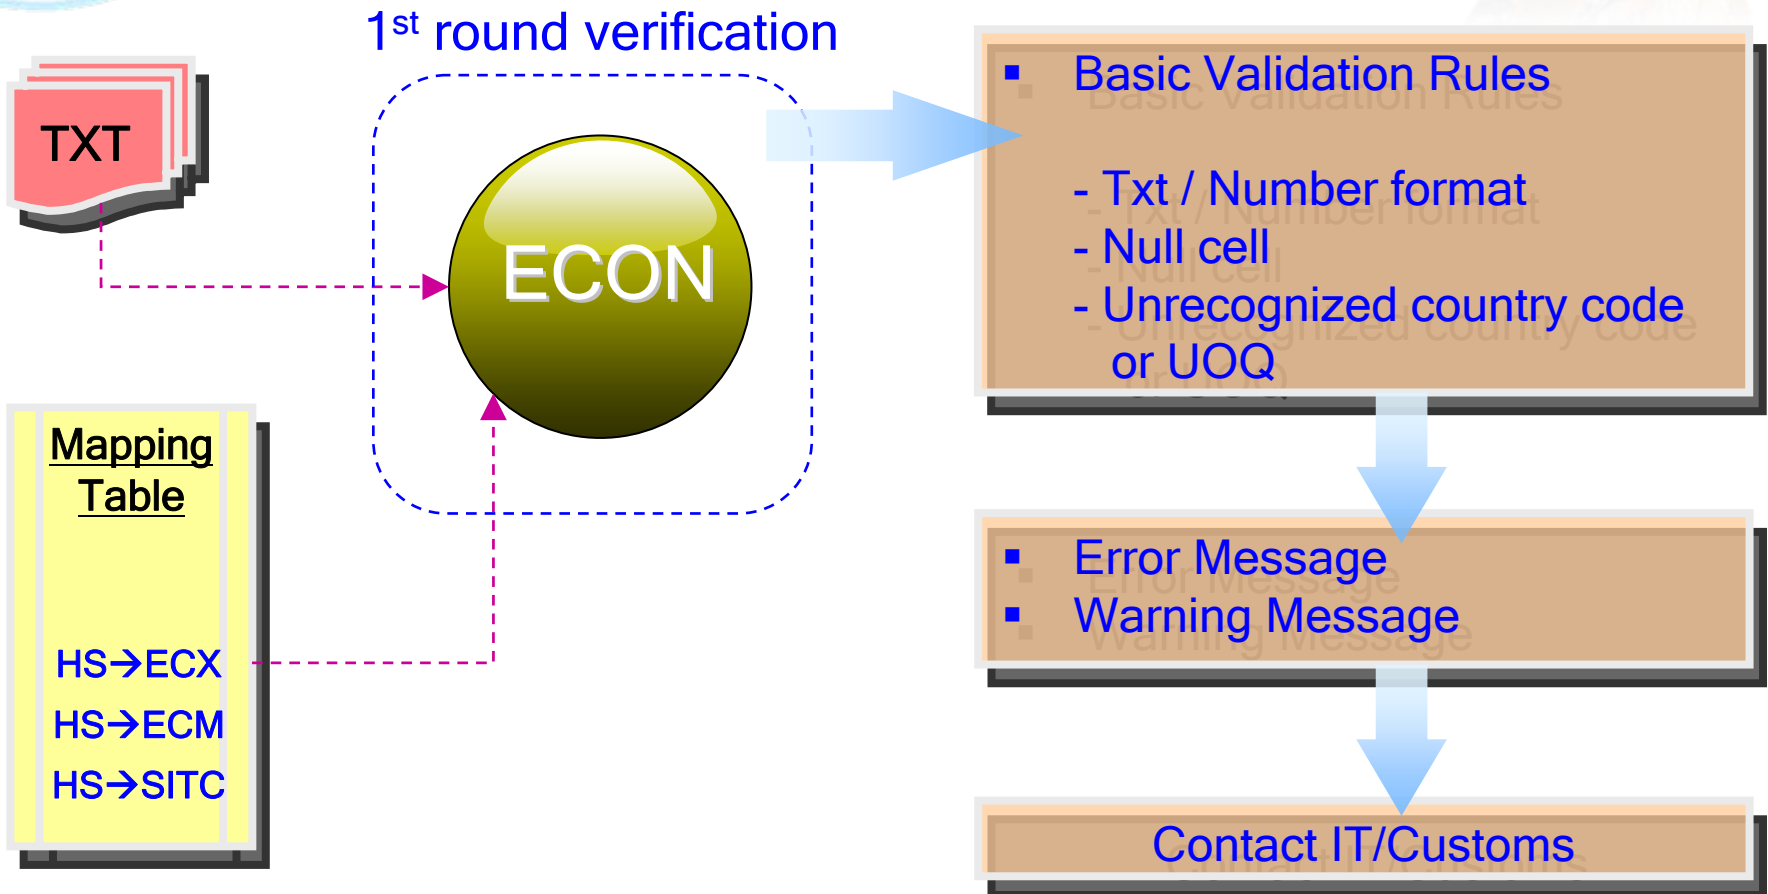 1st round verification
TXT
ECON
Mapping
Table
HS→ECX
HS→ECM
HS→SITC
▪ Basic Validation Rules
- Txt / Number format
- Null cell
- Unrecognized country code
or UOQ
▪ Error Message
▪ Warning Message
Contact IT/Customs